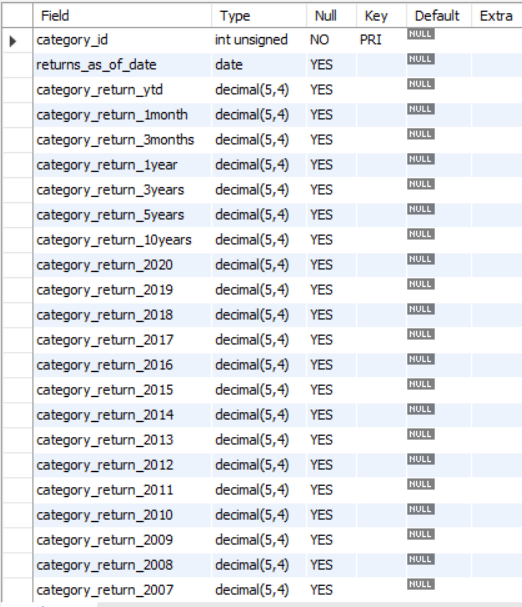 Field Type Null Key Default Extra
category_id int unsigned NO PRI NULL
returns_as_of_date date YES NULL
category_return_ytd decimal(5,4) YES NULL
category_return_1month decimal(5,4) YES NULL
category_return_3months decimal(5,4) YES NULL
category_return_1year decimal(5,4) YES NULL
category_return_3years decimal(5,4) YES NULL
category_return_5years decimal(5,4) YES NULL
category_return_10years decimal(5,4) YES NULL
category_return_2020 decimal(5,4) YES NULL
category_return_2019 decimal(5,4) YES NULL
category_return_2018 decimal(5,4) YES NULL
category_return_2017 decimal(5,4) YES NULL
category_return_2016 decimal(5,4) YES NULL
category_return_2015 decimal(5,4) YES NULL
category_return_2014 decimal(5,4) YES NULL
category_return_2013 decimal(5,4) YES NULL
category_return_2012 decimal(5,4) YES NULL
category_return_2011 decimal(5,4) YES NULL
category_return_2010 decimal(5,4) YES NULL
category_return_2009 decimal(5,4) YES NULL
category_return_2008 decimal(5,4) YES NULL
category_return_2007 decimal(5,4) YES NULL